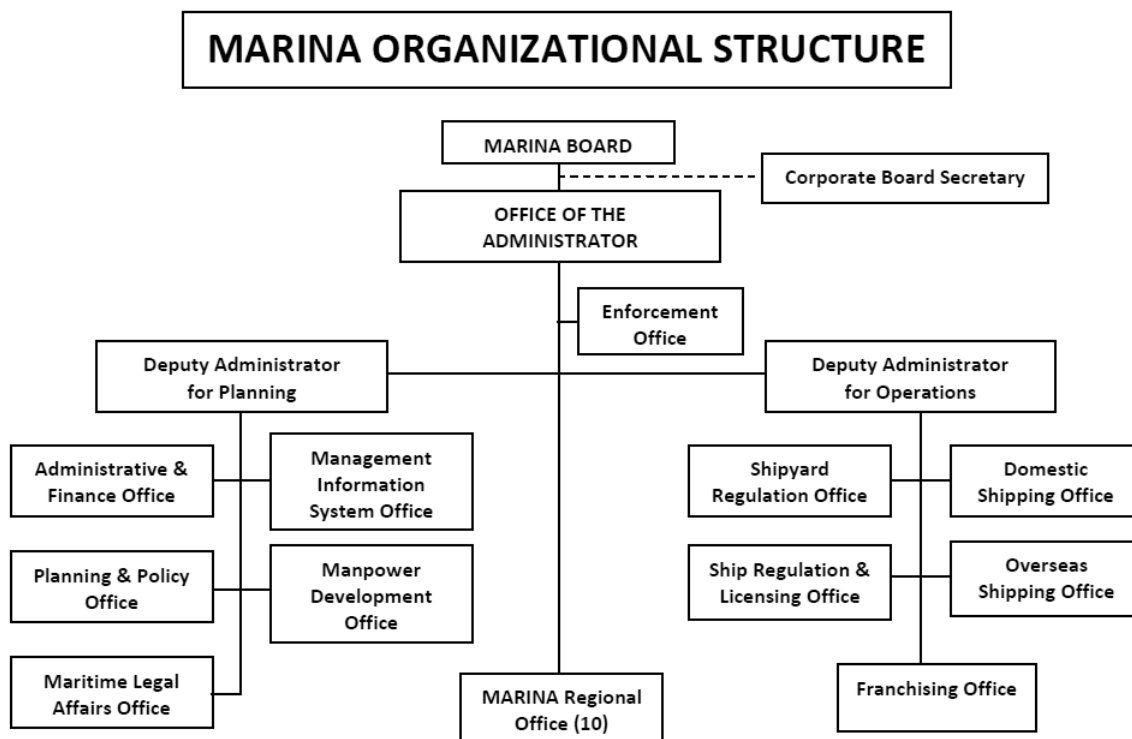 MARINA ORGANIZATIONAL STRUCTURE
MARINA BOARD
Corporate Board Secretary
OFFICE OF THE
ADMINISTRATOR
Enforcement
Office
Deputy Administrator
for Planning
Deputy Administrator
for Operations
Administrative &
Finance Office
Management
Information
System Office
Shipyard
Regulation Office
Domestic
Shipping Office
Planning & Policy
Office
Manpower
Development
Office
Ship Regulation &
Licensing Office
Overseas
Shipping Office
Maritime Legal
Affairs Office
MARINA Regional
Office (10)
Franchising Office